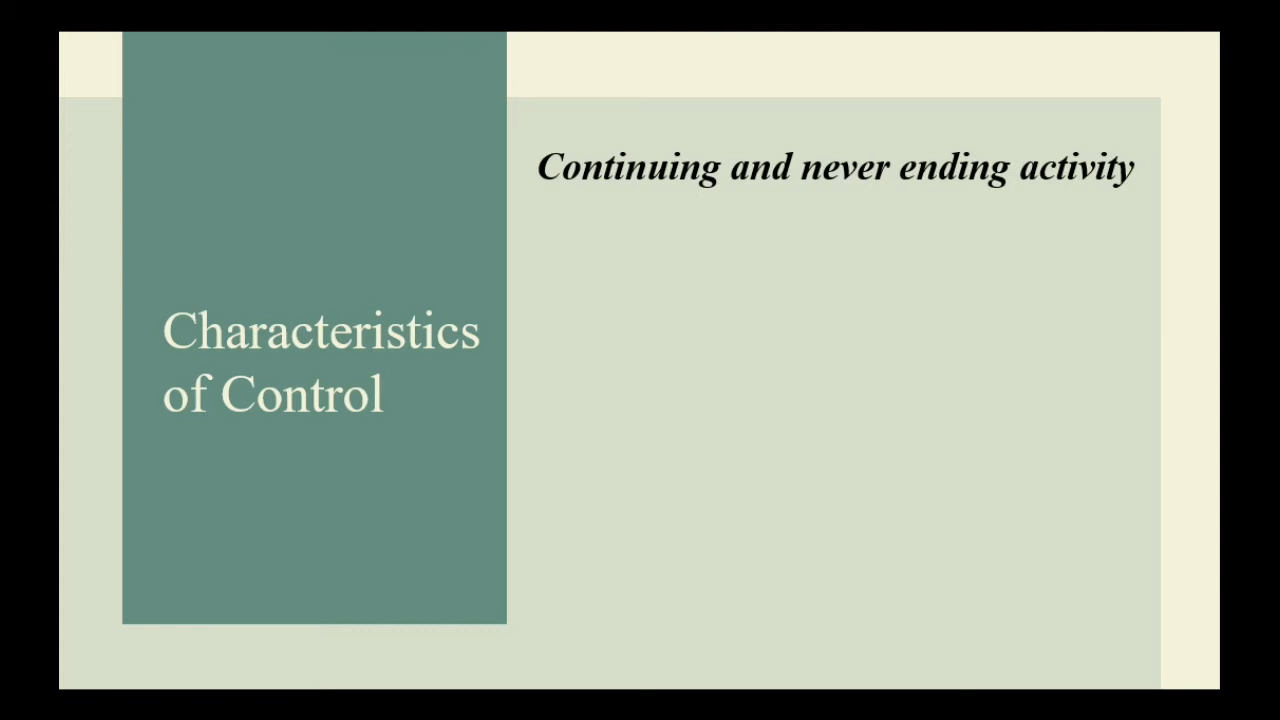 Characteristics
of Control
Continuing and never ending activity